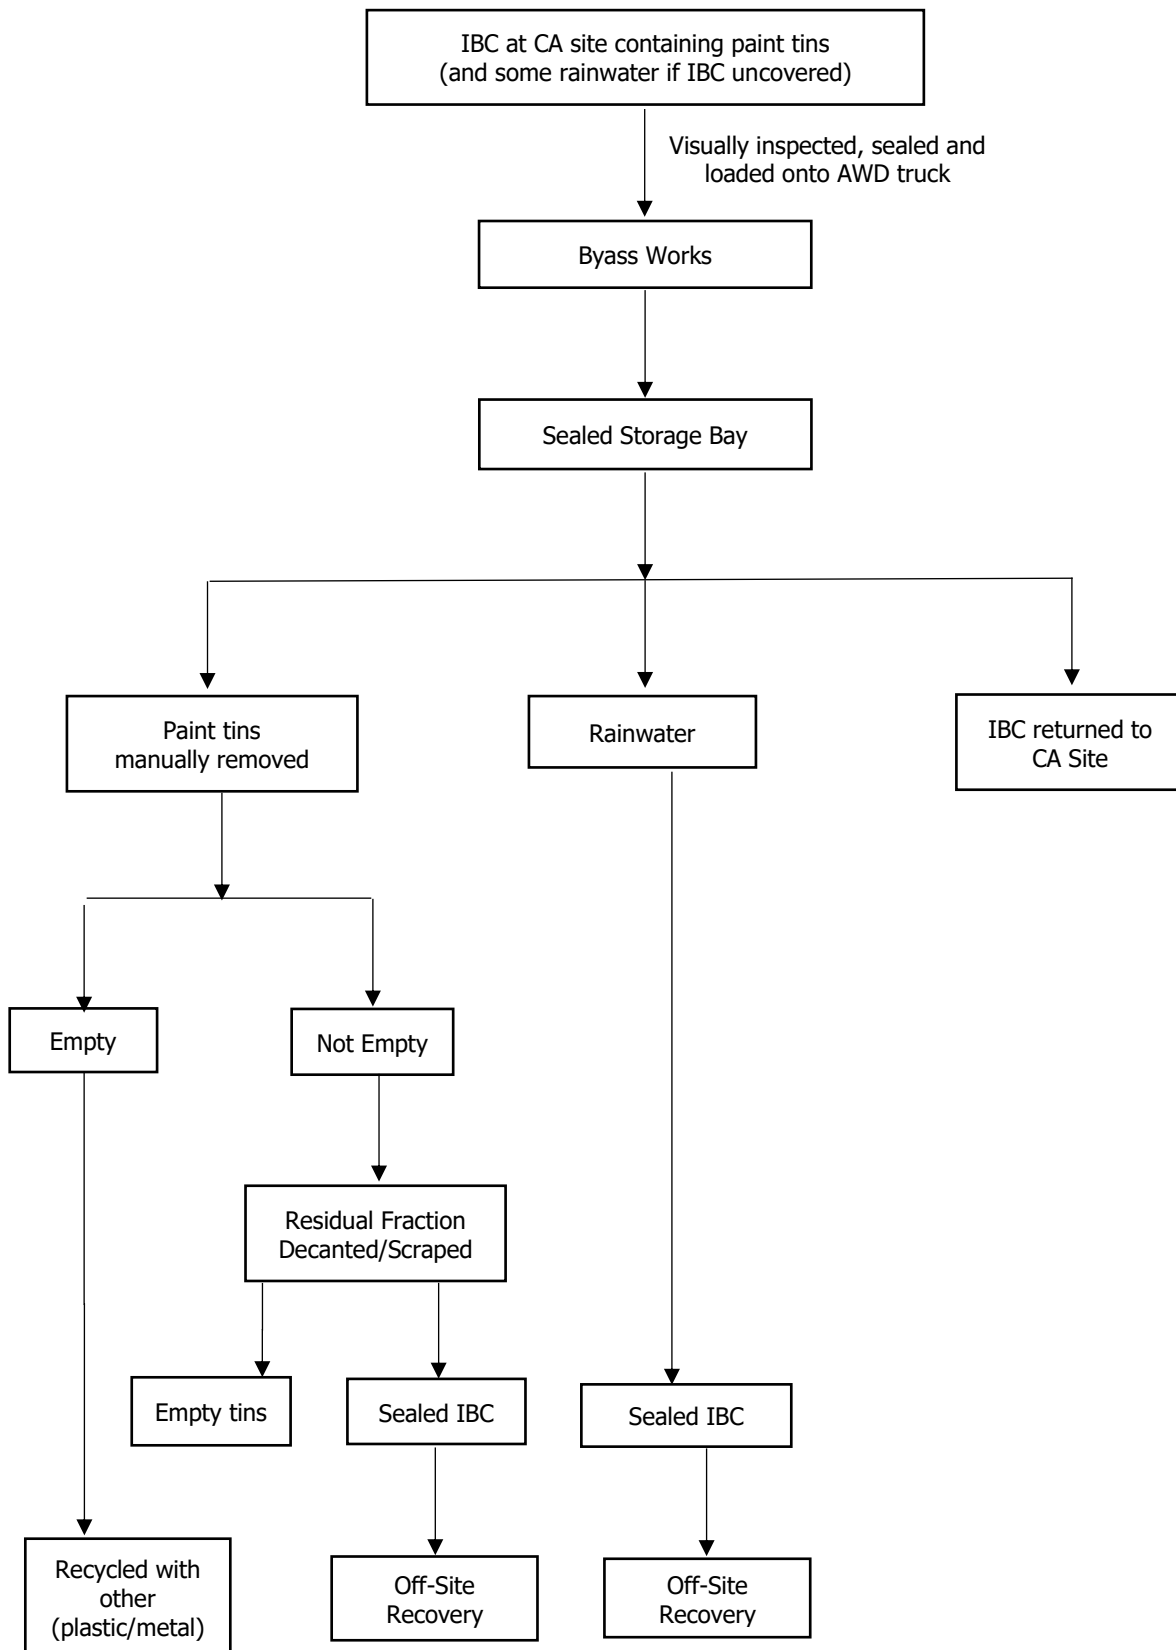 IBC at CA site containing paint tins
(and some rainwater if IBC uncovered)
Visually inspected, sealed and
loaded onto AWD truck
Byass Works
Sealed Storage Bay
Paint tins
manually removed
Rainwater
IBC returned to
CA Site
Empty
Not Empty
Residual Fraction
Decanted/Scraped
Empty tins
Sealed IBC
Sealed IBC
Recycled with
other
(plastic/metal)
Off-Site
Recovery
Off-Site
Recovery